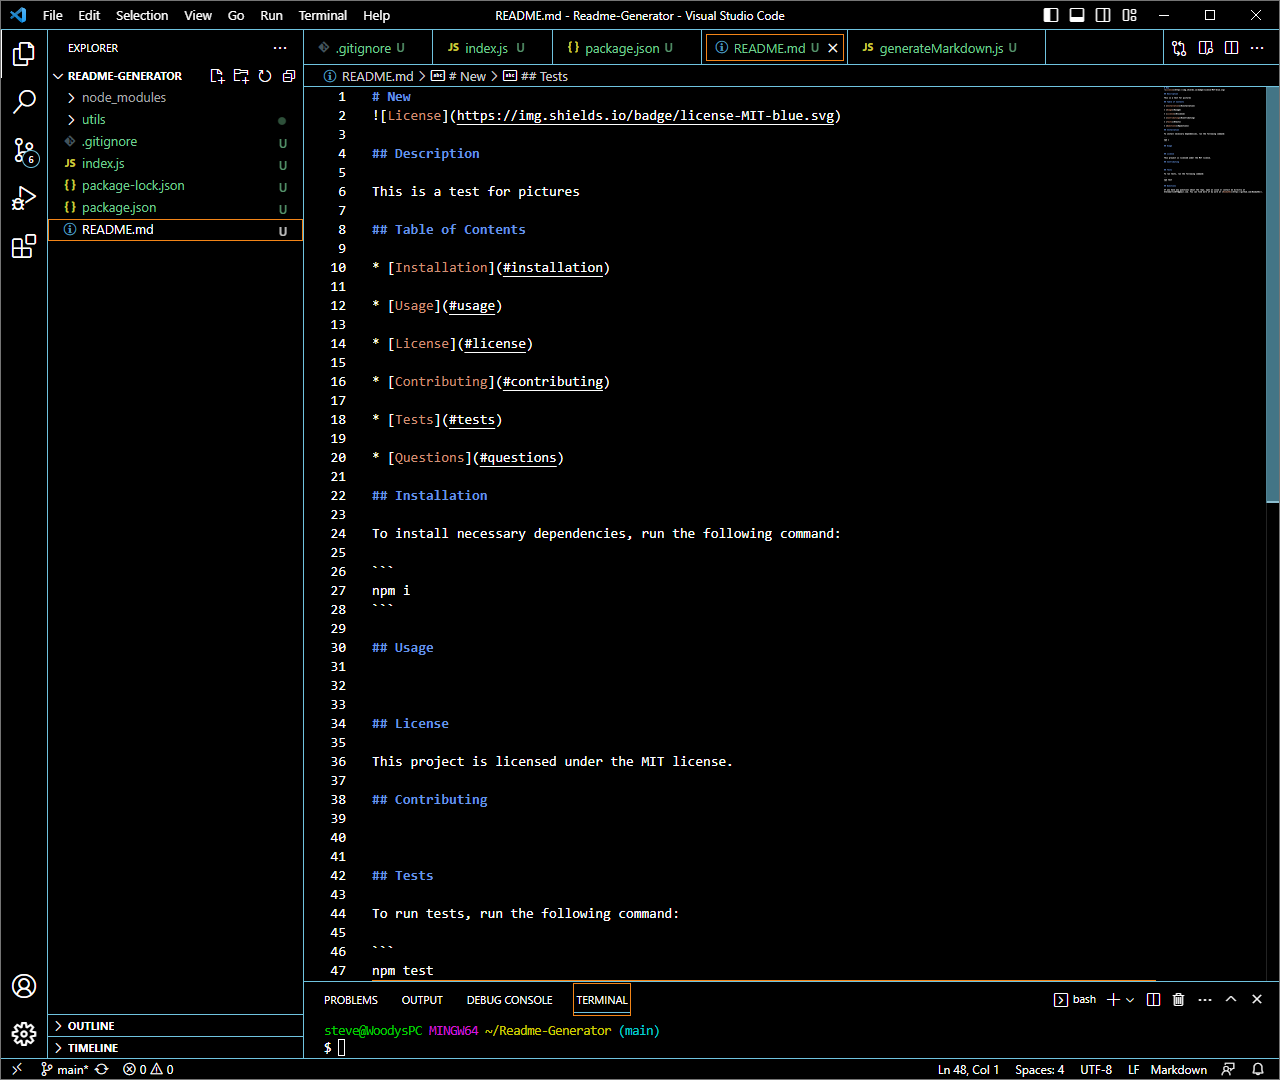 File Edit Selection View Go Run Terminal Help README.md - Readme-Generator - Visual Studio Code
EXPLORER
README-GENERATOR
node_modules
utils
.gitignore U
JS index.js U
{} package-lock.json U
{} package.json U
README.md U
OUTLINE
TIMELINE
6
.gitignore U JS index.js U {} package.json U README.md U JS generateMarkdown.js U
README.md > # New > ## Tests
1 # New
2 ![License](https://img.shields.io/badge/license-MIT-blue.svg)
3
4 ## Description
5
6 This is a test for pictures
7
8 ## Table of Contents
9
10 * [Installation](#installation)
11
12 * [Usage](#usage)
13
14 * [License](#license)
15
16 * [Contributing](#contributing)
17
18 * [Tests](#tests)
19
20 * [Questions](#questions)
21
22 ## Installation
23
24 To install necessary dependencies, run the following command:
25
26 ```
27 npm i
28 ```
29
30 ## Usage
31
32
33
34 ## License
35
36 This project is licensed under the MIT license.
37
38 ## Contributing
39
40
41
42 ## Tests
43
44 To run tests, run the following command:
45
46 ```
47 npm test
PROBLEMS OUTPUT DEBUG CONSOLE TERMINAL bash
steve@WoodysPC MINGW64 ~/Readme-Generator (main)
$
main* 0 0 Ln 48, Col 1 Spaces: 4 UTF-8 LF Markdown